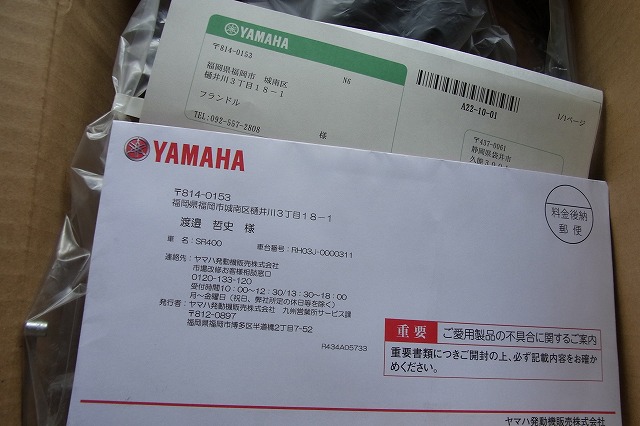 YAMAHA
〒814-0153
福岡県福岡市 城南区
樋井川3丁目18-1
N6
フランドル
TEL:092-557-2808
様
A22-10-01
1/1ページ
〒437-0061
静岡県袋井市
久能
YAMAHA
〒814-0153
福岡県福岡市城南区樋井川3丁目18-1
渡邉 哲史 様
車 名:SR400
車台番号:RH03J-0000311
連絡先:ヤマハ発動機販売株式会社
市場改修お客様相談窓口
0120-133-120
受付時間10:00~12:30/13:30~18:00
月~金曜日(祝日、弊社所定の休日等を除く)
発行者:ヤマハ発動機販売株式会社 九州営業所サービス課
〒812-0897
福岡県福岡市博多区半道橋2丁目7-52
R434A05733
料金後納
郵便
重要 ご愛用製品の不具合に関するご案内
重要書類につきご開封の上、必ず記載内容をお確か
めください。
ヤマハ発動機販売株式会社